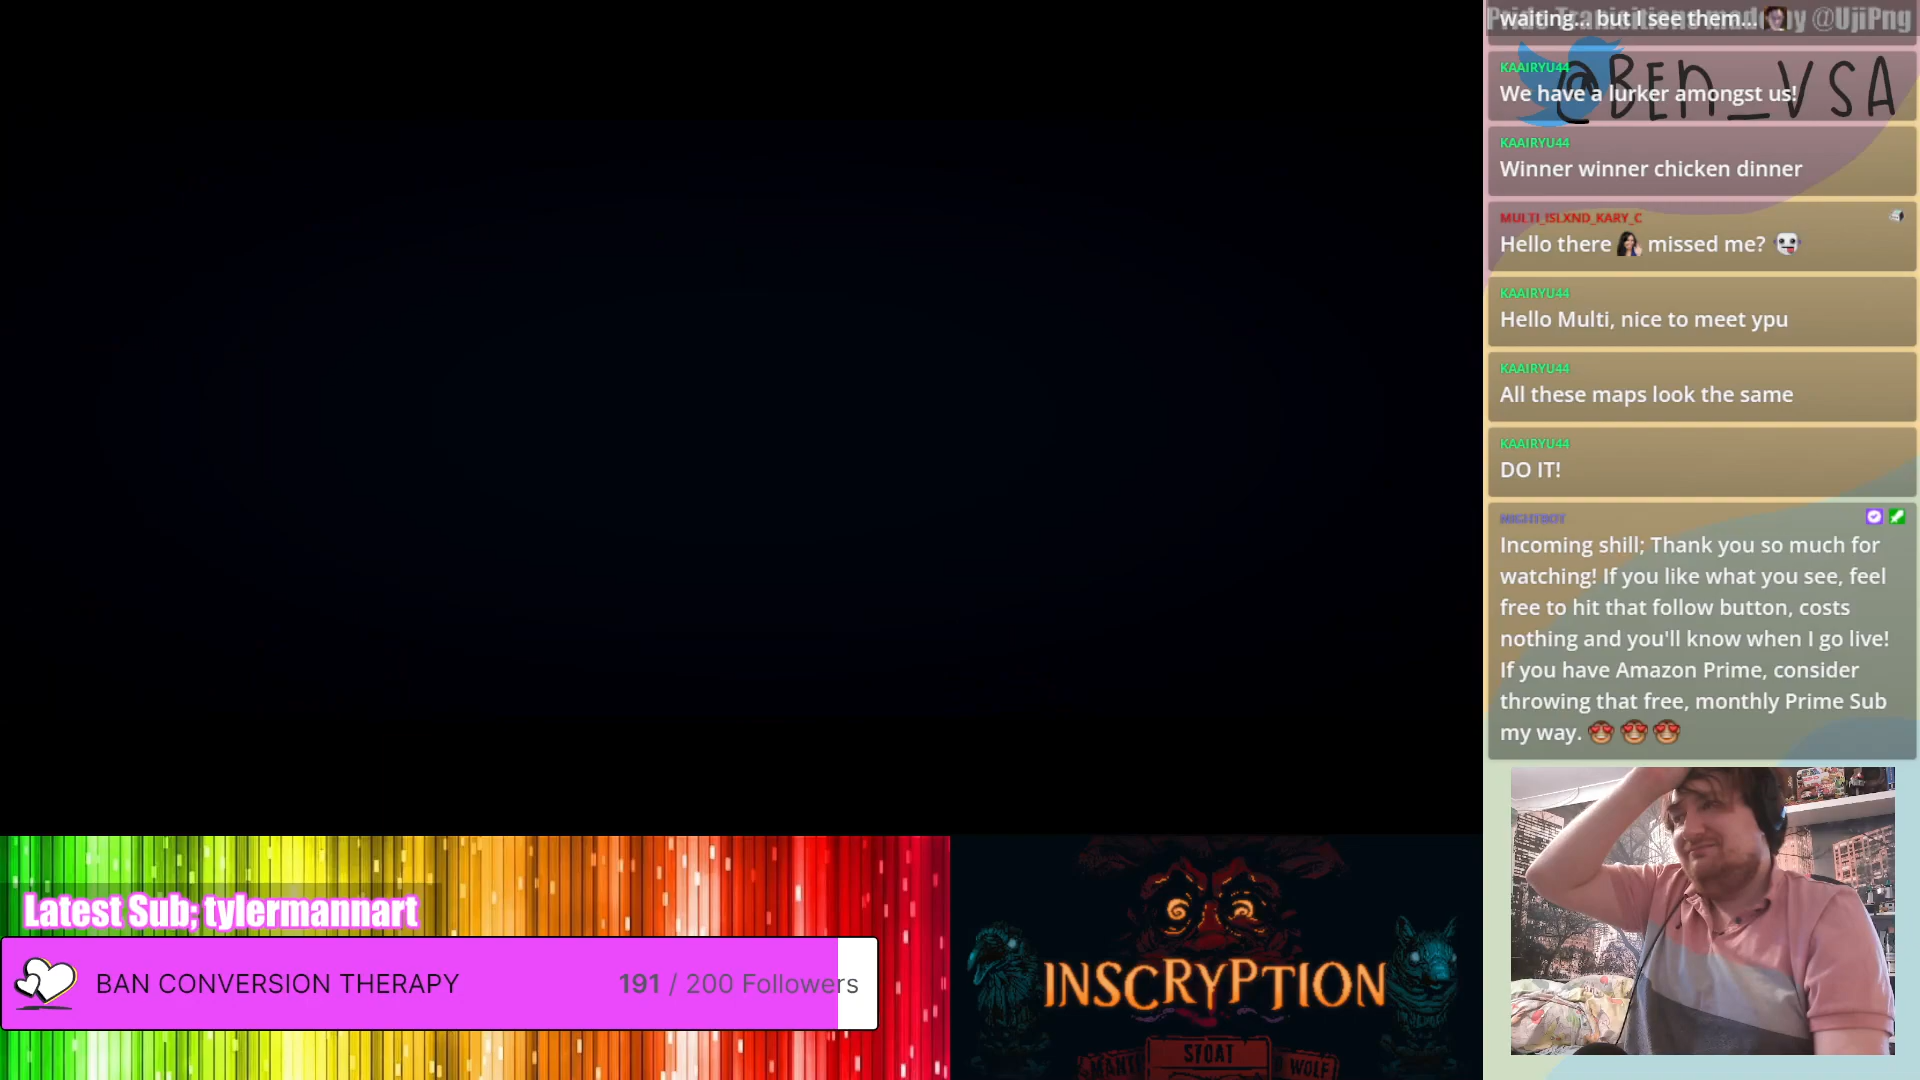 Pride Transitions made by @UjiPng
waiting... but I see them...
@BEN_VSA
KAAIRYU44
We have a lurker amongst us!
KAAIRYU44
Winner winner chicken dinner
MULTI_ISLXND_KARY_C
Hello there missed me?
KAAIRYU44
Hello Multi, nice to meet ypu
KAAIRYU44
All these maps look the same
KAAIRYU44
DO IT!
NIGHTBOT
Incoming shill; Thank you so much for
watching! If you like what you see, feel
free to hit that follow button, costs
nothing and you'll know when I go live!
If you have Amazon Prime, consider
throwing that free, monthly Prime Sub
my way.
Latest Sub; tylermannart
BAN CONVERSION THERAPY
191 / 200 Followers
INSCRYPTION
STOAT
WOLF